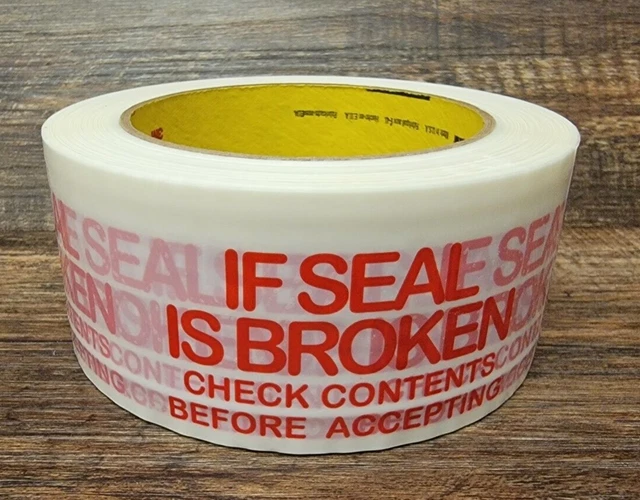 IF SEAL
IS BROKEN
CHECK CONTENTS
BEFORE ACCEPTING